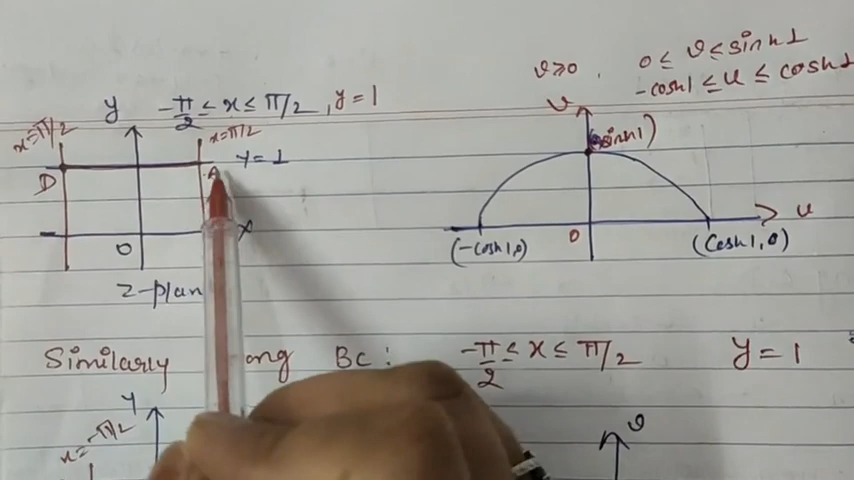 v≥0, 0 ≤ v ≤ sinh1
-cosh1 ≤ u ≤ cosh1
y -π/2 ≤ x ≤ π/2, y=1
v
x=π/2
x=π/2
(0, sinh1)
y=1
D
A
x
u
O
0
(-cosh1,0)
(cosh1,0)
Z-plan
Similarly ong BC: -π/2 ≤ x ≤ π/2 y=1
y
x=-π/2
v